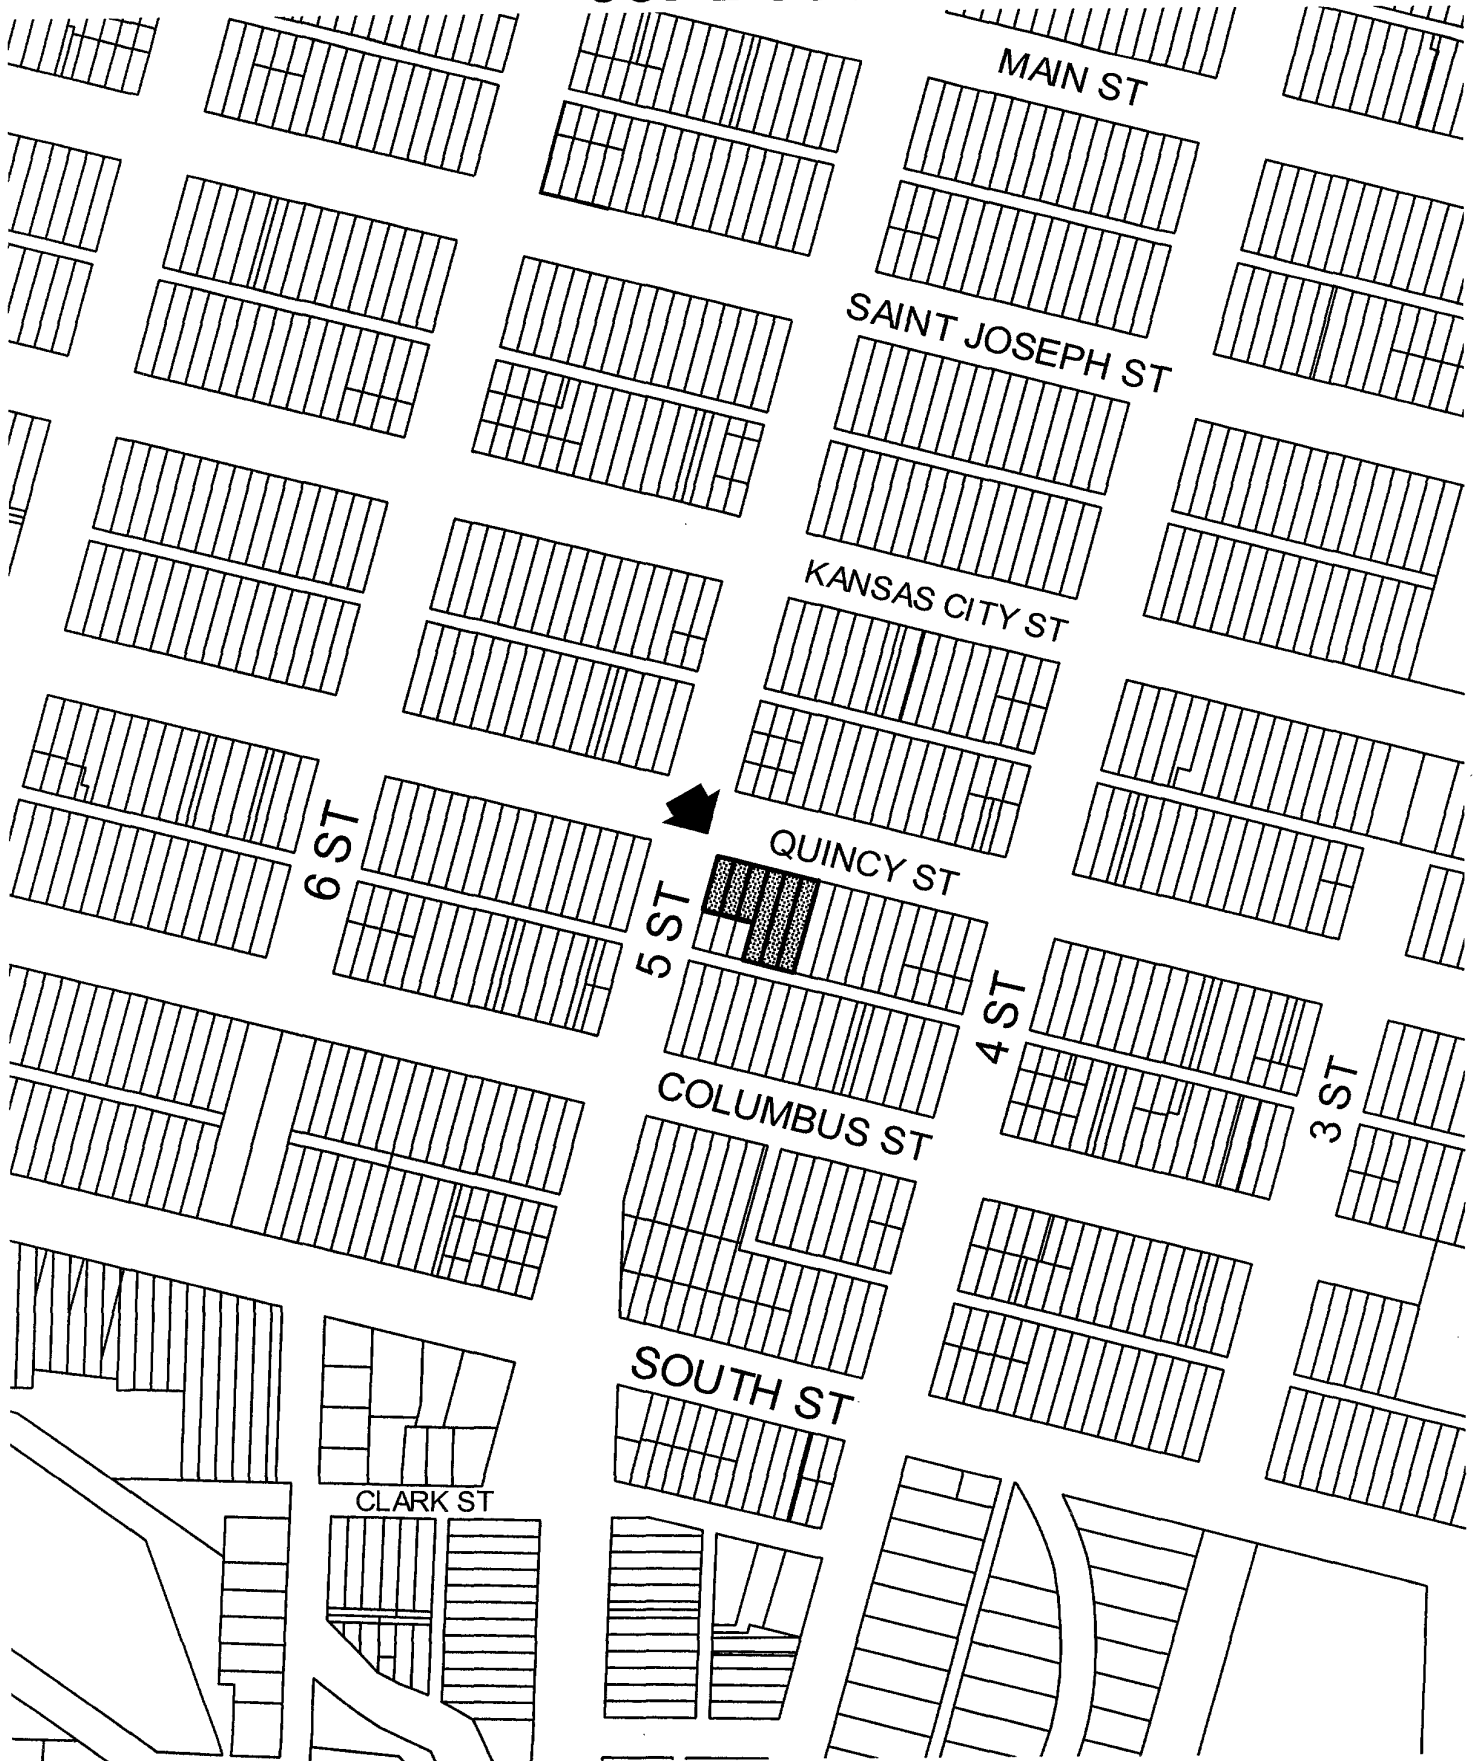 MAIN ST
SAINT JOSEPH ST
KANSAS CITY ST
QUINCY ST
6 ST
5 ST
4 ST
3 ST
COLUMBUS ST
SOUTH ST
CLARK ST